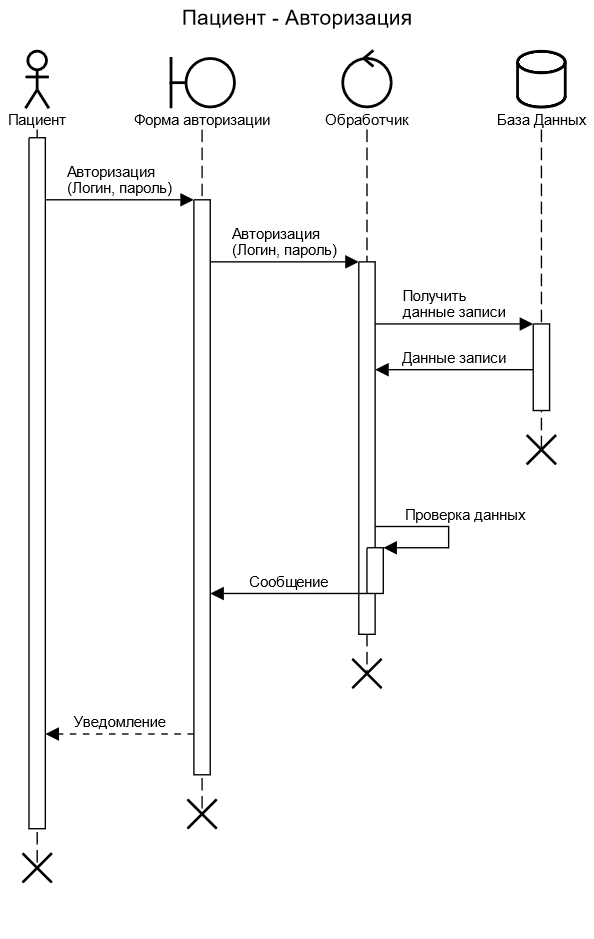 Пациент - Авторизация
Пациент
Форма авторизации
Обработчик
База Данных
Авторизация
(Логин, пароль)
Авторизация
(Логин, пароль)
Получить
данные записи
Данные записи
Проверка данных
Сообщение
Уведомление